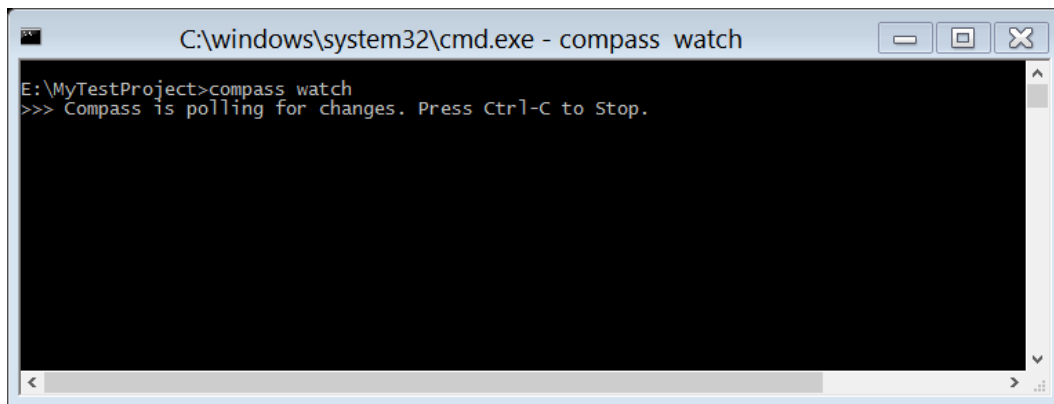 C:\windows\system32\cmd.exe - compass  watch
E:\MyTestProject>compass watch
>>> Compass is polling for changes. Press Ctrl-C to Stop.